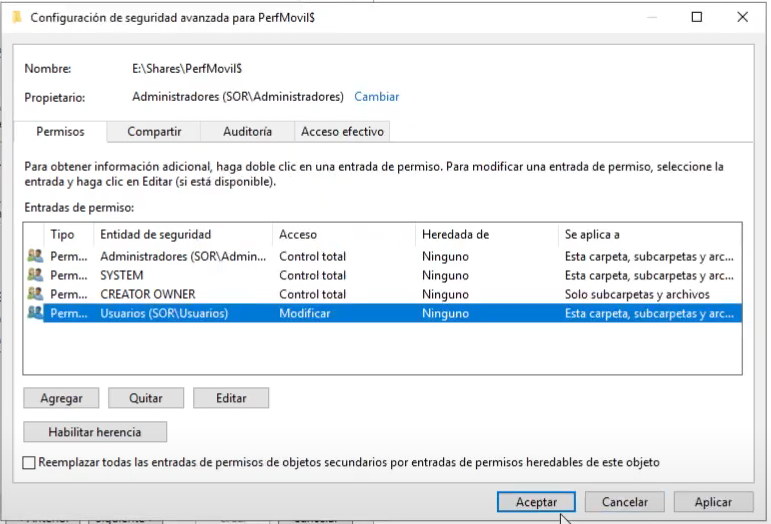 Configuración de seguridad avanzada para PerfMovil$
Nombre: E:\Shares\PerfMovil$
Propietario: Administradores (SOR\Administradores) Cambiar
Permisos Compartir Auditoría Acceso efectivo
Para obtener información adicional, haga doble clic en una entrada de permiso. Para modificar una entrada de permiso, seleccione la
entrada y haga clic en Editar (si está disponible).
Entradas de permiso:
Tipo Entidad de seguridad Acceso Heredada de Se aplica a
Perm... Administradores (SOR\Admin... Control total Ninguno Esta carpeta, subcarpetas y arc...
Perm... SYSTEM Control total Ninguno Esta carpeta, subcarpetas y arc...
Perm... CREATOR OWNER Control total Ninguno Solo subcarpetas y archivos
Perm... Usuarios (SOR\Usuarios) Modificar Ninguno Esta carpeta, subcarpetas y arc...
Agregar Quitar Editar
Habilitar herencia
Reemplazar todas las entradas de permisos de objetos secundarios por entradas de permisos heredables de este objeto
Aceptar Cancelar Aplicar